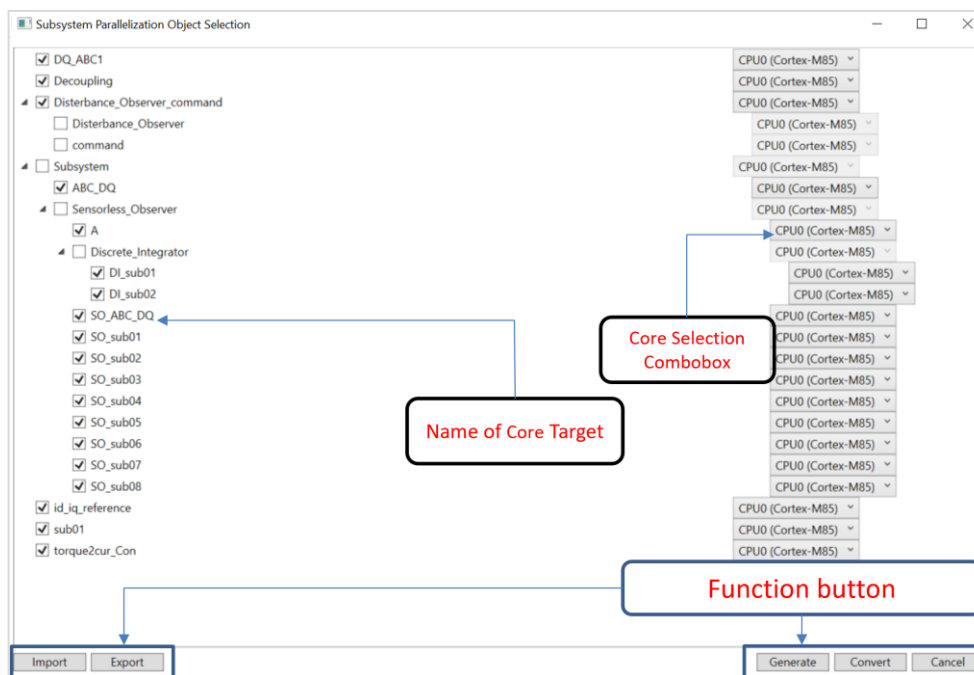 Subsystem Parallelization Object Selection
DQ_ABC1 CPU0 (Cortex-M85)
Decoupling CPU0 (Cortex-M85)
Disterbance_Observer_command CPU0 (Cortex-M85)
Disterbance_Observer CPU0 (Cortex-M85)
command CPU0 (Cortex-M85)
Subsystem CPU0 (Cortex-M85)
ABC_DQ CPU0 (Cortex-M85)
Sensorless_Observer CPU0 (Cortex-M85)
A CPU0 (Cortex-M85)
Discrete_Integrator CPU0 (Cortex-M85)
DI_sub01 CPU0 (Cortex-M85)
DI_sub02 CPU0 (Cortex-M85)
SO_ABC_DQ CPU0 (Cortex-M85)
SO_sub01 CPU0 (Cortex-M85)
SO_sub02 CPU0 (Cortex-M85)
SO_sub03 CPU0 (Cortex-M85)
SO_sub04 CPU0 (Cortex-M85)
SO_sub05 CPU0 (Cortex-M85)
SO_sub06 CPU0 (Cortex-M85)
SO_sub07 CPU0 (Cortex-M85)
SO_sub08 CPU0 (Cortex-M85)
id_iq_reference CPU0 (Cortex-M85)
sub01 CPU0 (Cortex-M85)
torque2cur_Con CPU0 (Cortex-M85)
Core Selection
Combobox
Name of Core Target
Function button
Import Export Generate Convert Cancel